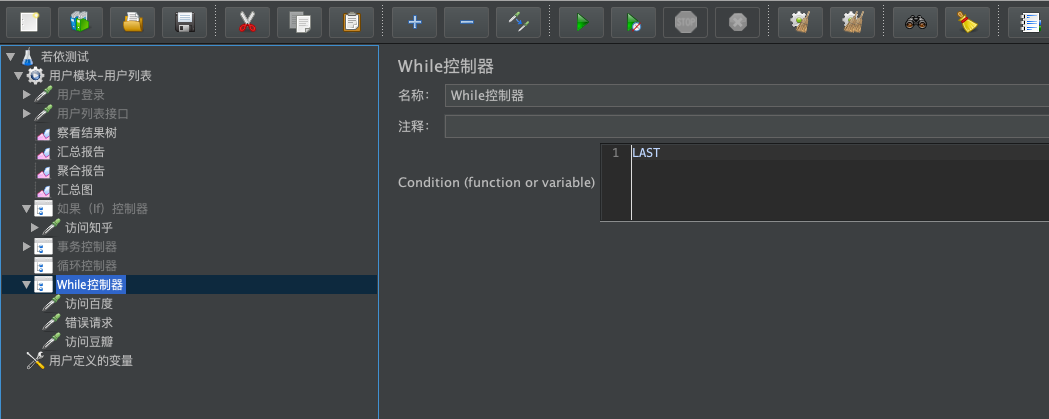 STOP
若依测试
用户模块-用户列表
用户登录
用户列表接口
察看结果树
汇总报告
聚合报告
汇总图
如果（If）控制器
访问知乎
事务控制器
循环控制器
While控制器
访问百度
错误请求
访问豆瓣
用户定义的变量
While控制器
名称：
While控制器
注释：
Condition (function or variable)
1
LAST